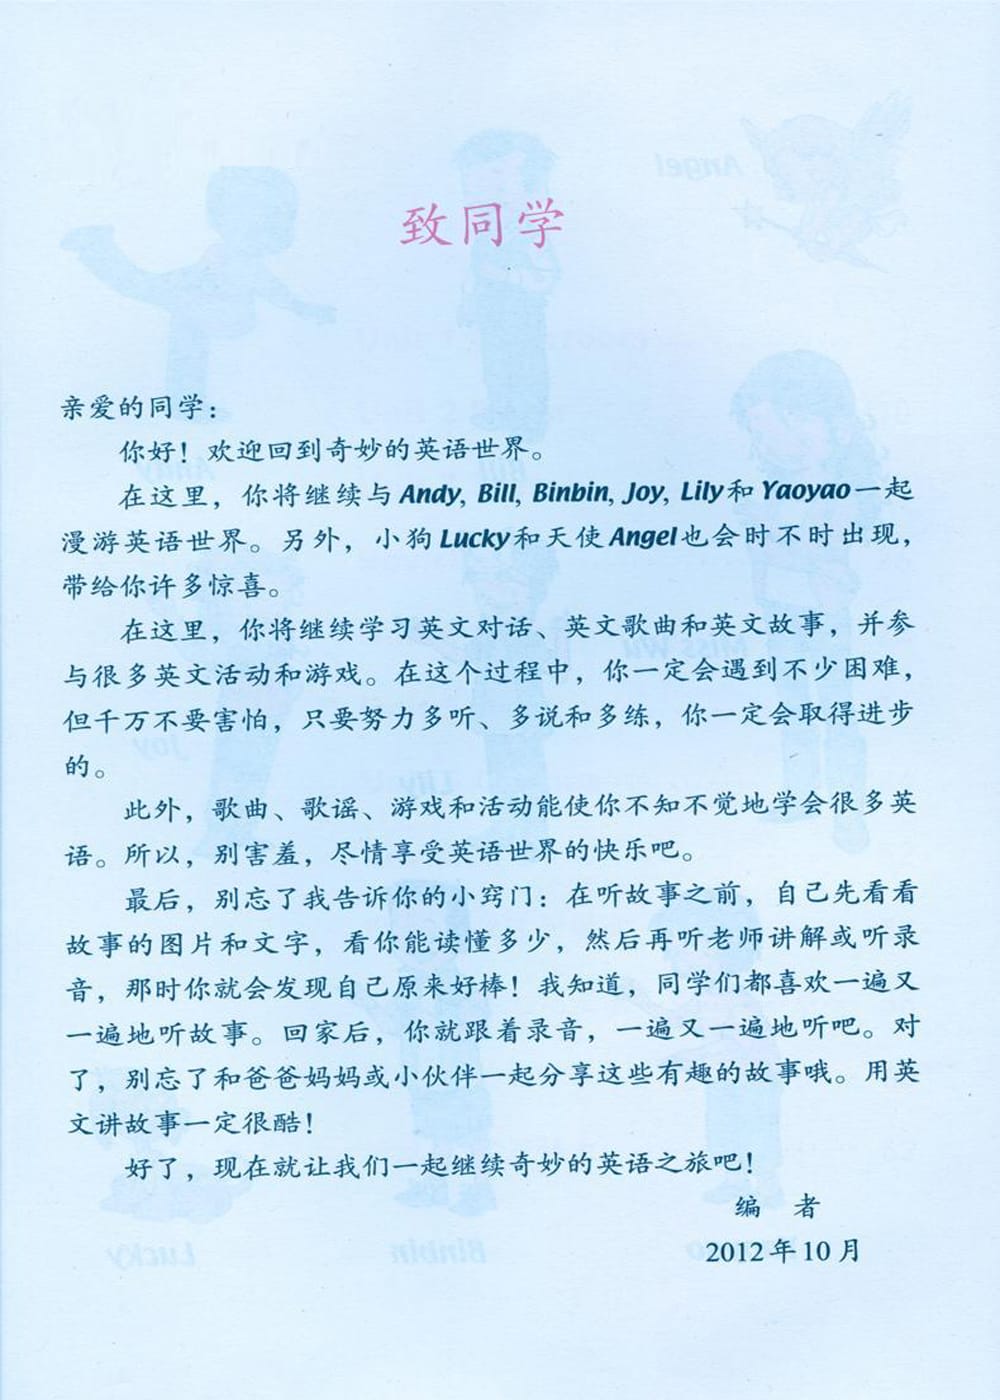 致同学
亲爱的同学：
你好！欢迎回到奇妙的英语世界。
在这里，你将继续与 Andy, Bill, Binbin, Joy, Lily 和 Yaoyao 一起
漫游英语世界。另外，小狗 Lucky 和天使 Angel 也会时不时出现，
带给你许多惊喜。
在这里，你将继续学习英文对话、英文歌曲和英文故事，并参
与很多英文活动和游戏。在这个过程中，你一定会遇到不少困难，
但千万不要害怕，只要努力多听、多说和多练，你一定会取得进步
的。
此外，歌曲、歌谣、游戏和活动能使你不知不觉地学会很多英
语。所以，别害羞，尽情享受英语世界的快乐吧。
最后，别忘了我告诉你的小窍门：在听故事之前，自己先看看
故事的图片和文字，看你能读懂多少，然后再听老师讲解或听录
音，那时你就会发现自己原来好棒！我知道，同学们都喜欢一遍又
一遍地听故事。回家后，你就跟着录音，一遍又一遍地听吧。对
了，别忘了和爸爸妈妈或小伙伴一起分享这些有趣的故事哦。用英
文讲故事一定很酷！
好了，现在就让我们一起继续奇妙的英语之旅吧！
编 者
2012 年 10 月
Angel
Andy
Bill
Miss Wu
Joy
Lily
Lucky
Binbin